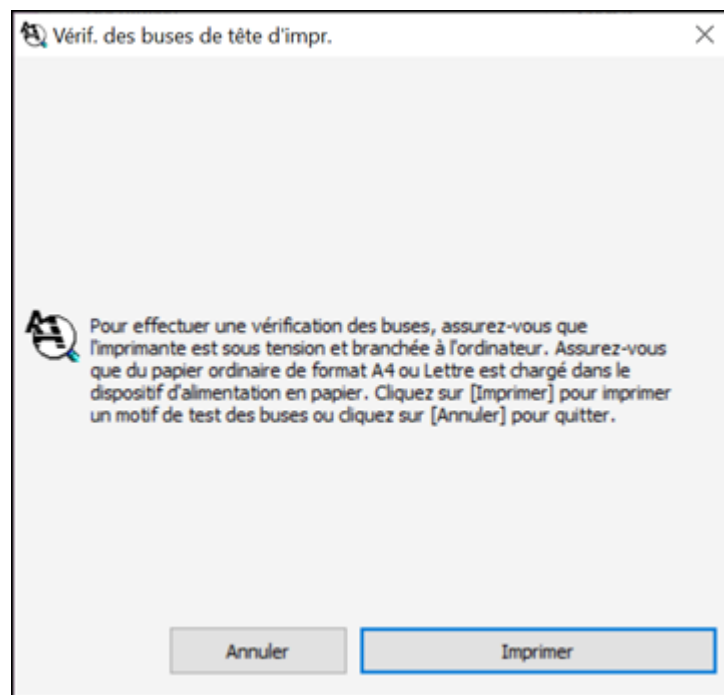 Vérif. des buses de tête d'impr.
Pour effectuer une vérification des buses, assurez-vous que
l'imprimante est sous tension et branchée à l'ordinateur. Assurez-vous
que du papier ordinaire de format A4 ou Lettre est chargé dans le
dispositif d'alimentation en papier. Cliquez sur [Imprimer] pour imprimer
un motif de test des buses ou cliquez sur [Annuler] pour quitter.
Annuler
Imprimer